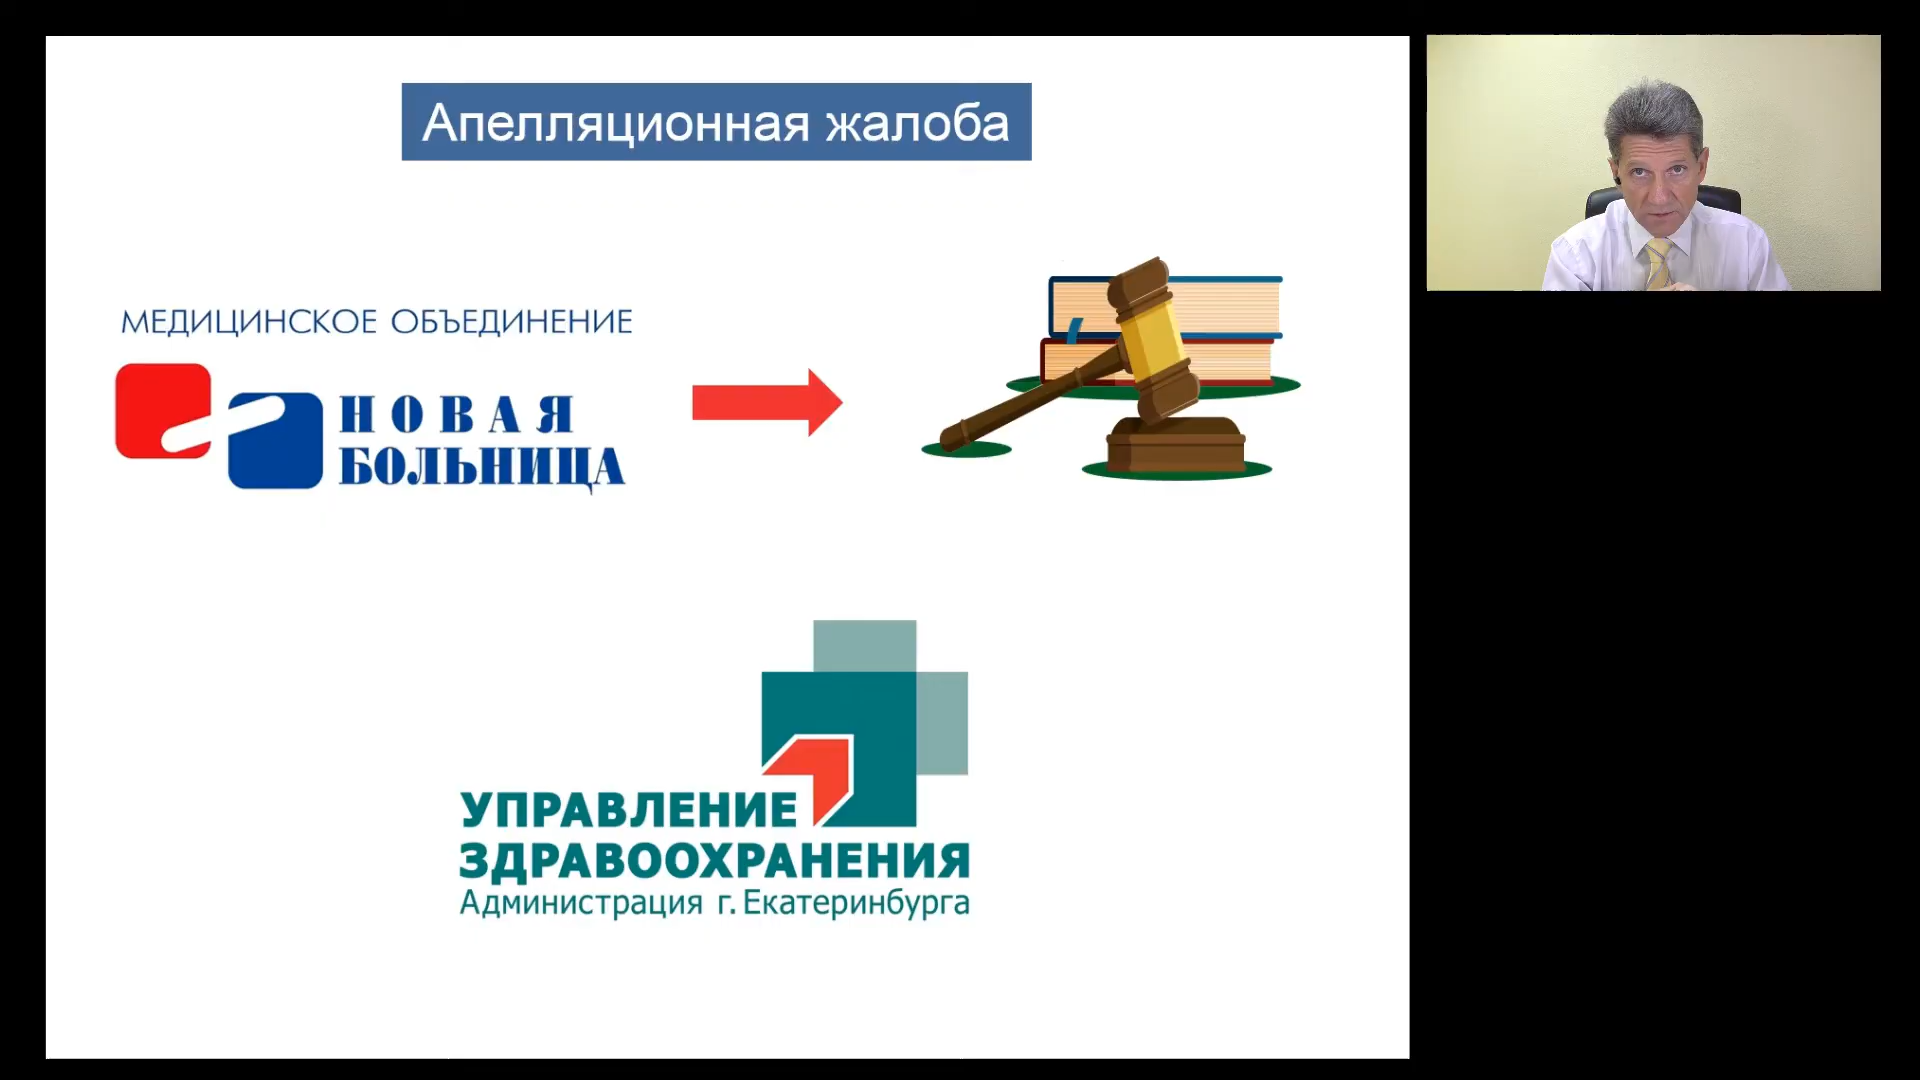 Апелляционная жалоба
МЕДИЦИНСКОЕ ОБЪЕДИНЕНИЕ
НОВАЯ
БОЛЬНИЦА
УПРАВЛЕНИЕ
ЗДРАВООХРАНЕНИЯ
Администрация г. Екатеринбурга